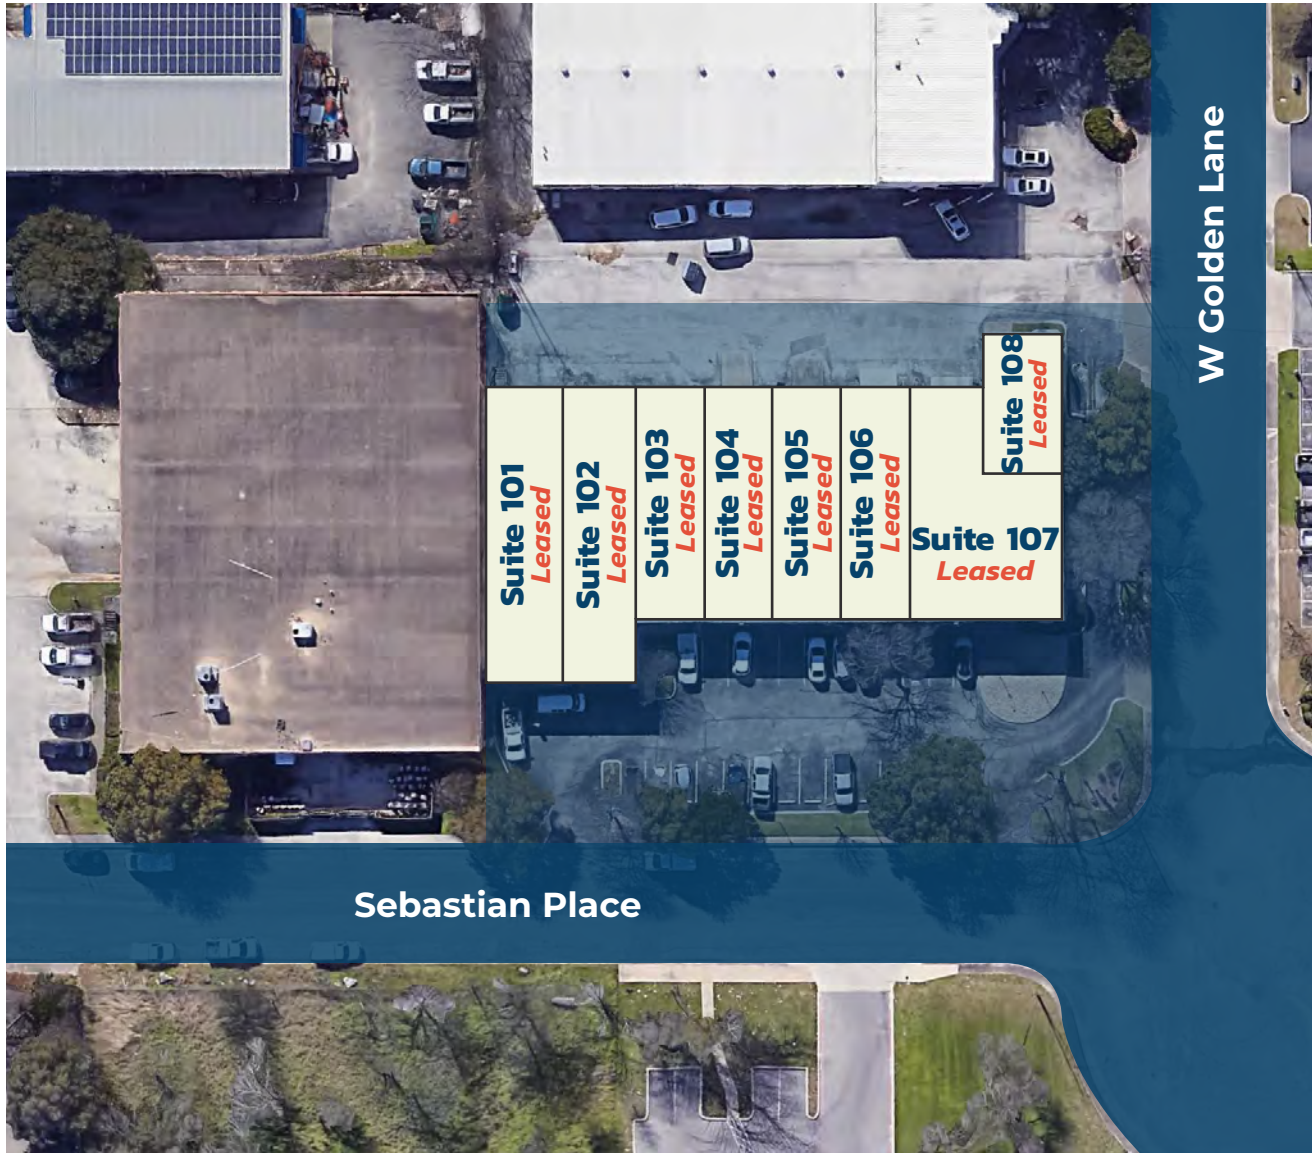 W Golden Lane
Suite 101
Leased
Suite 102
Leased
Suite 103
Leased
Suite 104
Leased
Suite 105
Leased
Suite 106
Leased
Suite 107
Leased
Suite 108
Leased
Sebastian Place